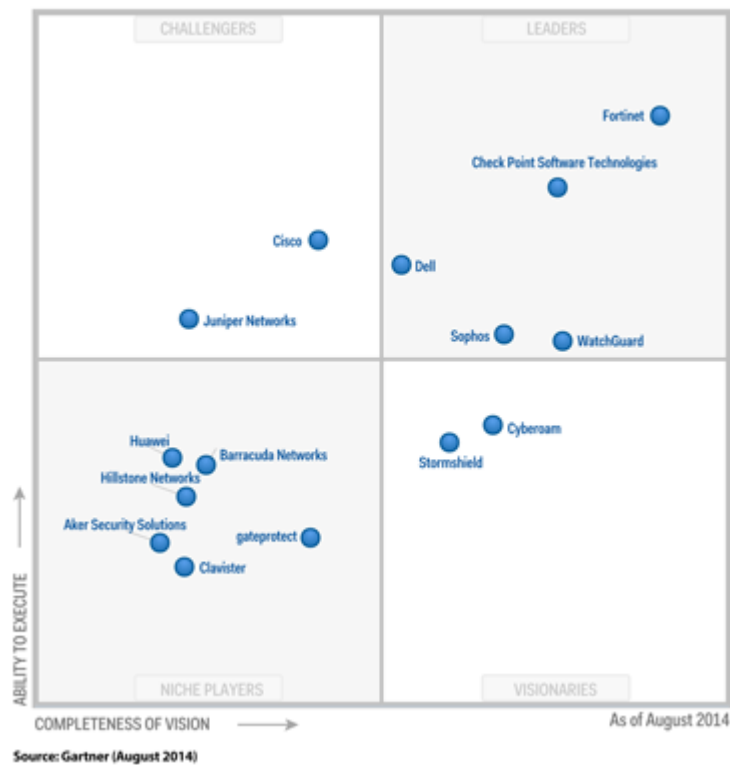 CHALLENGERS
LEADERS
Fortinet
Check Point Software Technologies
Cisco
Dell
Juniper Networks
Sophos
WatchGuard
Cyberoam
Stormshield
Huawei
Barracuda Networks
Hillstone Networks
Aker Security Solutions
gateprotect
Clavister
ABILITY TO EXECUTE
NICHE PLAYERS
VISIONARIES
COMPLETENESS OF VISION
As of August 2014
Source: Gartner (August 2014)